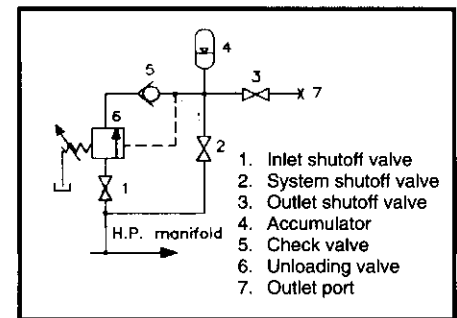 4
5
3
7
6
2
1
H.P. manifold
1. Inlet shutoff valve
2. System shutoff valve
3. Outlet shutoff valve
4. Accumulator
5. Check valve
6. Unloading valve
7. Outlet port